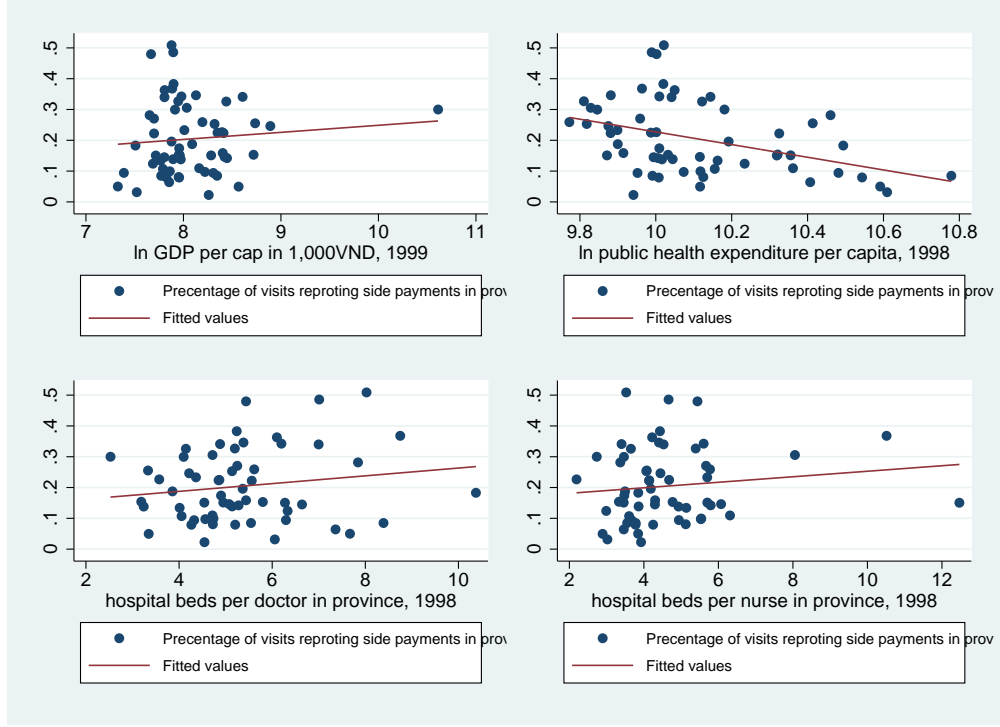 .5
.4
.3
.2
.1
0
7 8 9 10 11
ln GDP per cap in 1,000VND, 1999
Precentage of visits reproting side payments in prov
Fitted values
.5
.4
.3
.2
.1
0
9.8 10 10.2 10.4 10.6 10.8
ln public health expenditure per capita, 1998
Precentage of visits reproting side payments in prov
Fitted values
.5
.4
.3
.2
.1
0
2 4 6 8 10
hospital beds per doctor in province, 1998
Precentage of visits reproting side payments in prov
Fitted values
.5
.4
.3
.2
.1
0
2 4 6 8 10 12
hospital beds per nurse in province, 1998
Precentage of visits reproting side payments in prov
Fitted values